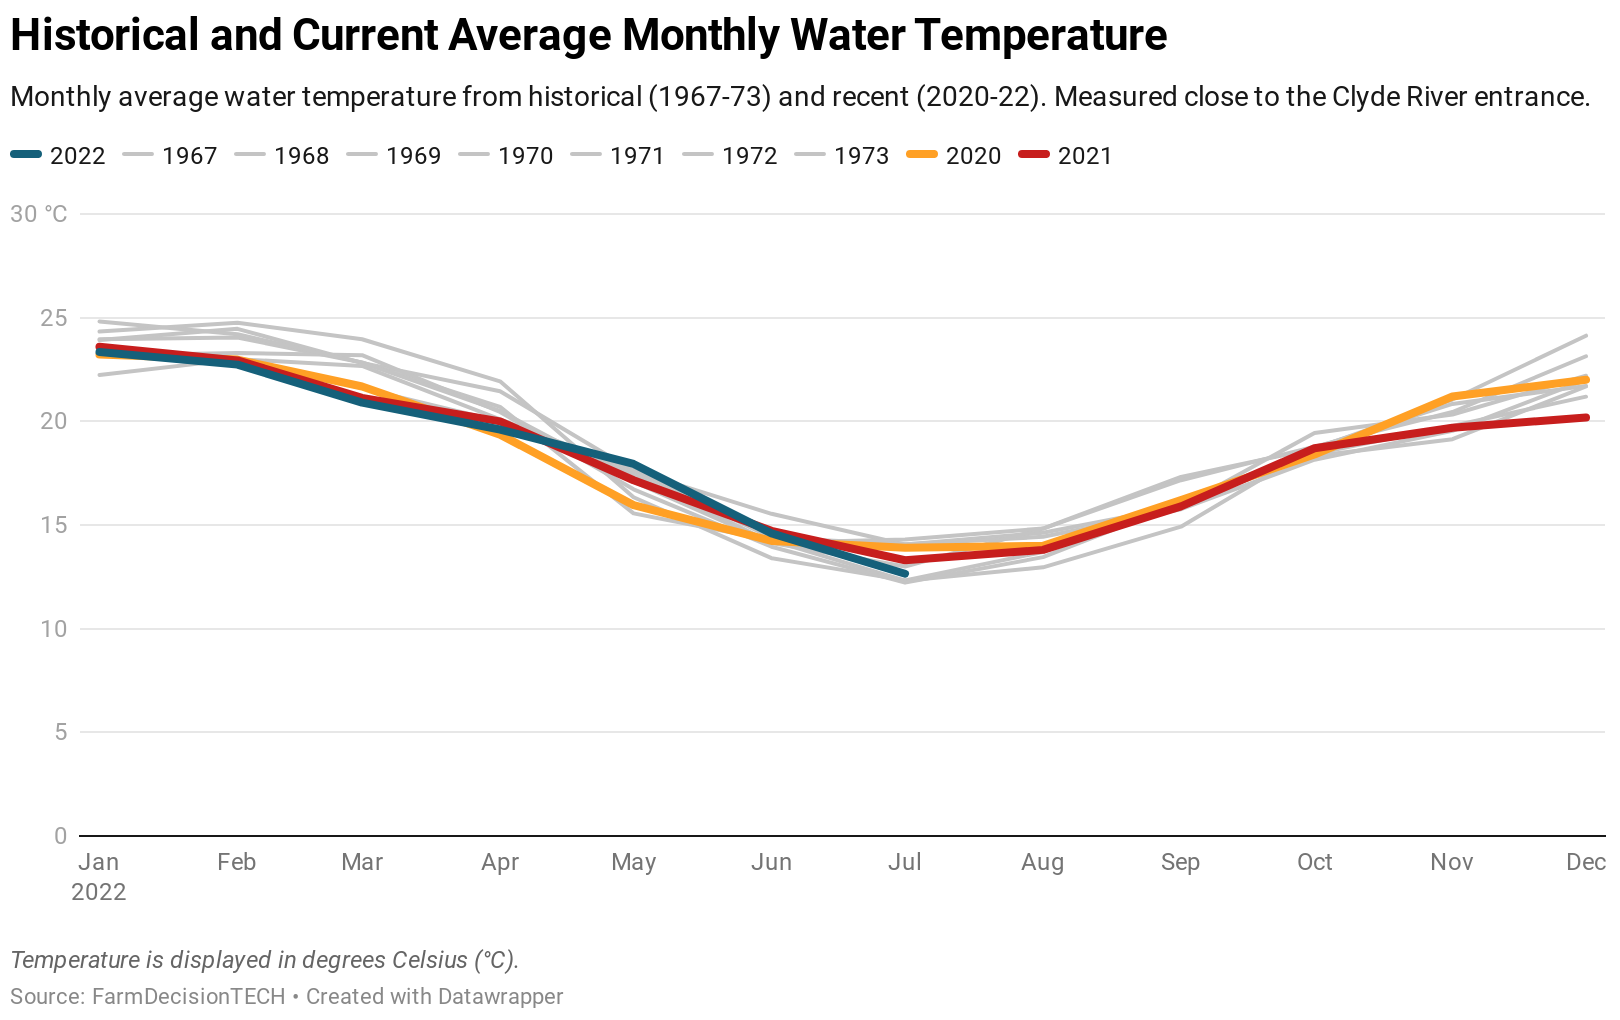 Historical and Current Average Monthly Water Temperature
Monthly average water temperature from historical (1967-73) and recent (2020-22). Measured close to the Clyde River entrance.
2022 1967 1968 1969 1970 1971 1972 1973 2020 2021
30 °C
25
20
15
10
5
0
Jan Feb Mar Apr May Jun Jul Aug Sep Oct Nov Dec
2022
Temperature is displayed in degrees Celsius (°C).
Source: FarmDecisionTECH • Created with Datawrapper